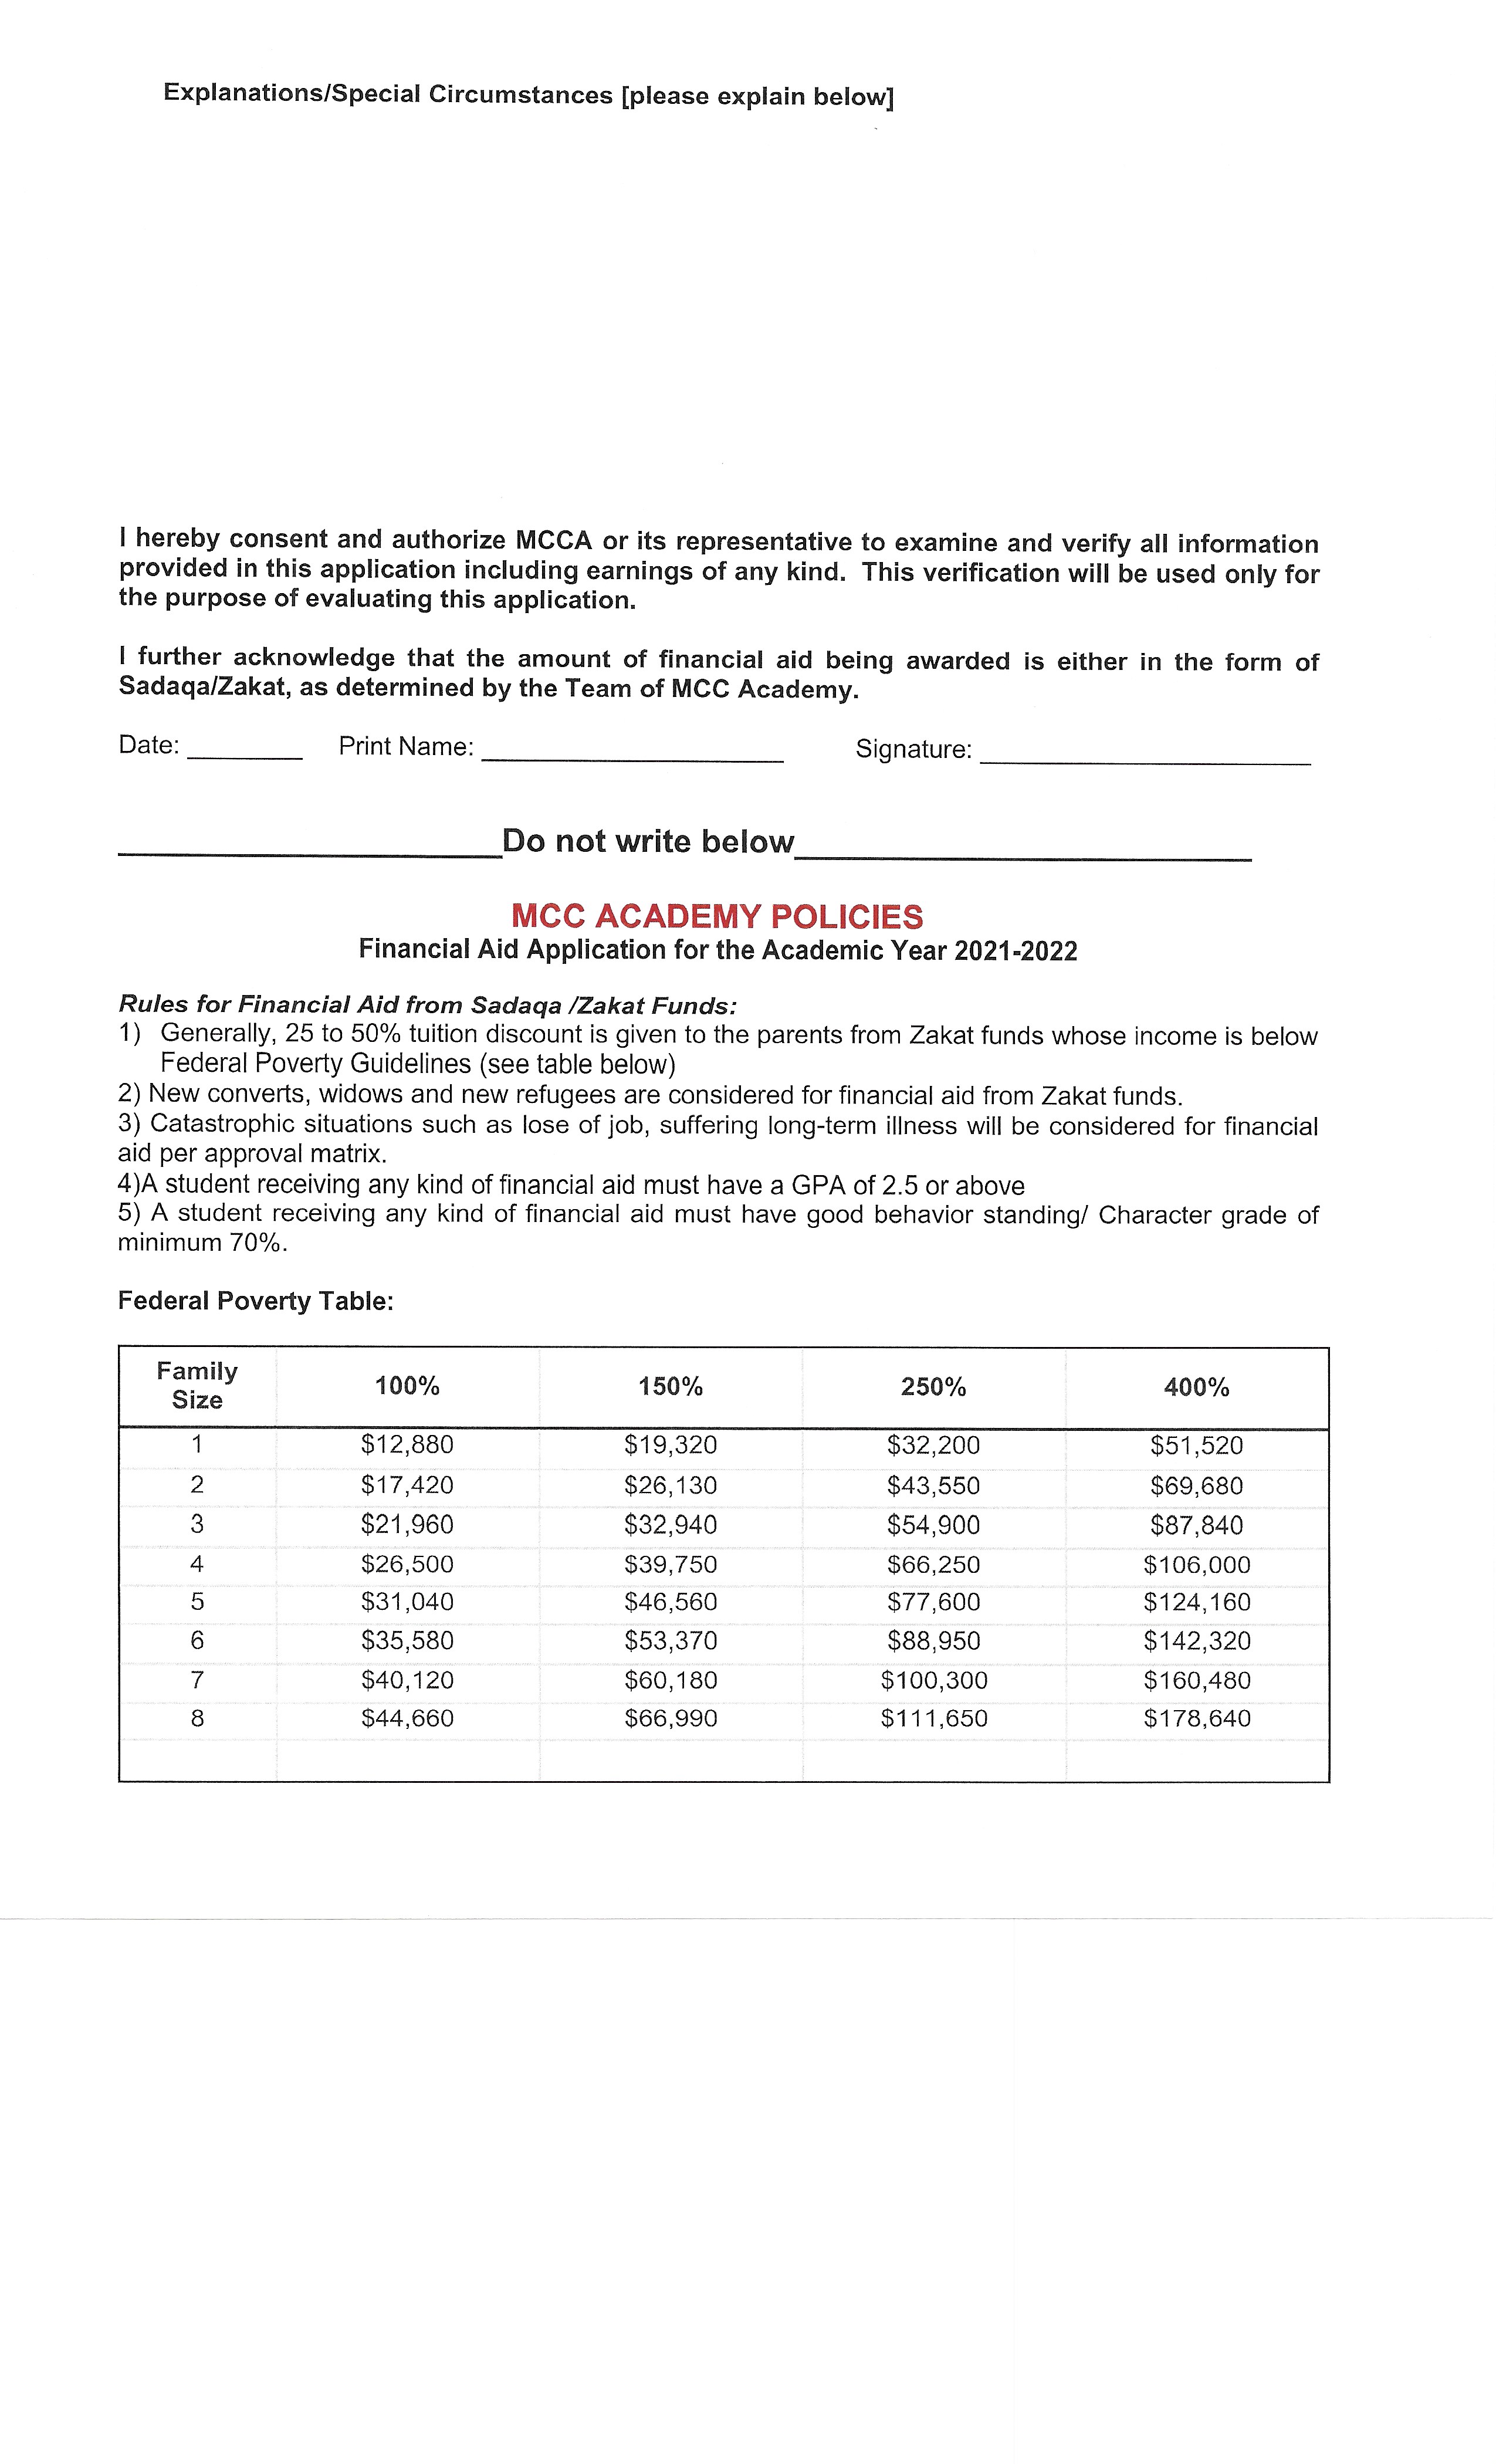 Explanations/Special Circumstances [please explain below]
I hereby consent and authorize MCCA or its representative to examine and verify all information
provided in this application including earnings of any kind. This verification will be used only for
the purpose of evaluating this application.
I further acknowledge that the amount of financial aid being awarded is either in the form of
Sadaqa/Zakat, as determined by the Team of MCC Academy.
Date: ________ Print Name: ____________________ Signature: ______________________
______________________Do not write below__________________________
MCC ACADEMY POLICIES
Financial Aid Application for the Academic Year 2021-2022
Rules for Financial Aid from Sadaqa /Zakat Funds:
1) Generally, 25 to 50% tuition discount is given to the parents from Zakat funds whose income is below
Federal Poverty Guidelines (see table below)
2) New converts, widows and new refugees are considered for financial aid from Zakat funds.
3) Catastrophic situations such as lose of job, suffering long-term illness will be considered for financial
aid per approval matrix.
4)A student receiving any kind of financial aid must have a GPA of 2.5 or above
5) A student receiving any kind of financial aid must have good behavior standing/ Character grade of
minimum 70%.
Federal Poverty Table:
Family Size 100% 150% 250% 400%
1 $12,880 $19,320 $32,200 $51,520
2 $17,420 $26,130 $43,550 $69,680
3 $21,960 $32,940 $54,900 $87,840
4 $26,500 $39,750 $66,250 $106,000
5 $31,040 $46,560 $77,600 $124,160
6 $35,580 $53,370 $88,950 $142,320
7 $40,120 $60,180 $100,300 $160,480
8 $44,660 $66,990 $111,650 $178,640